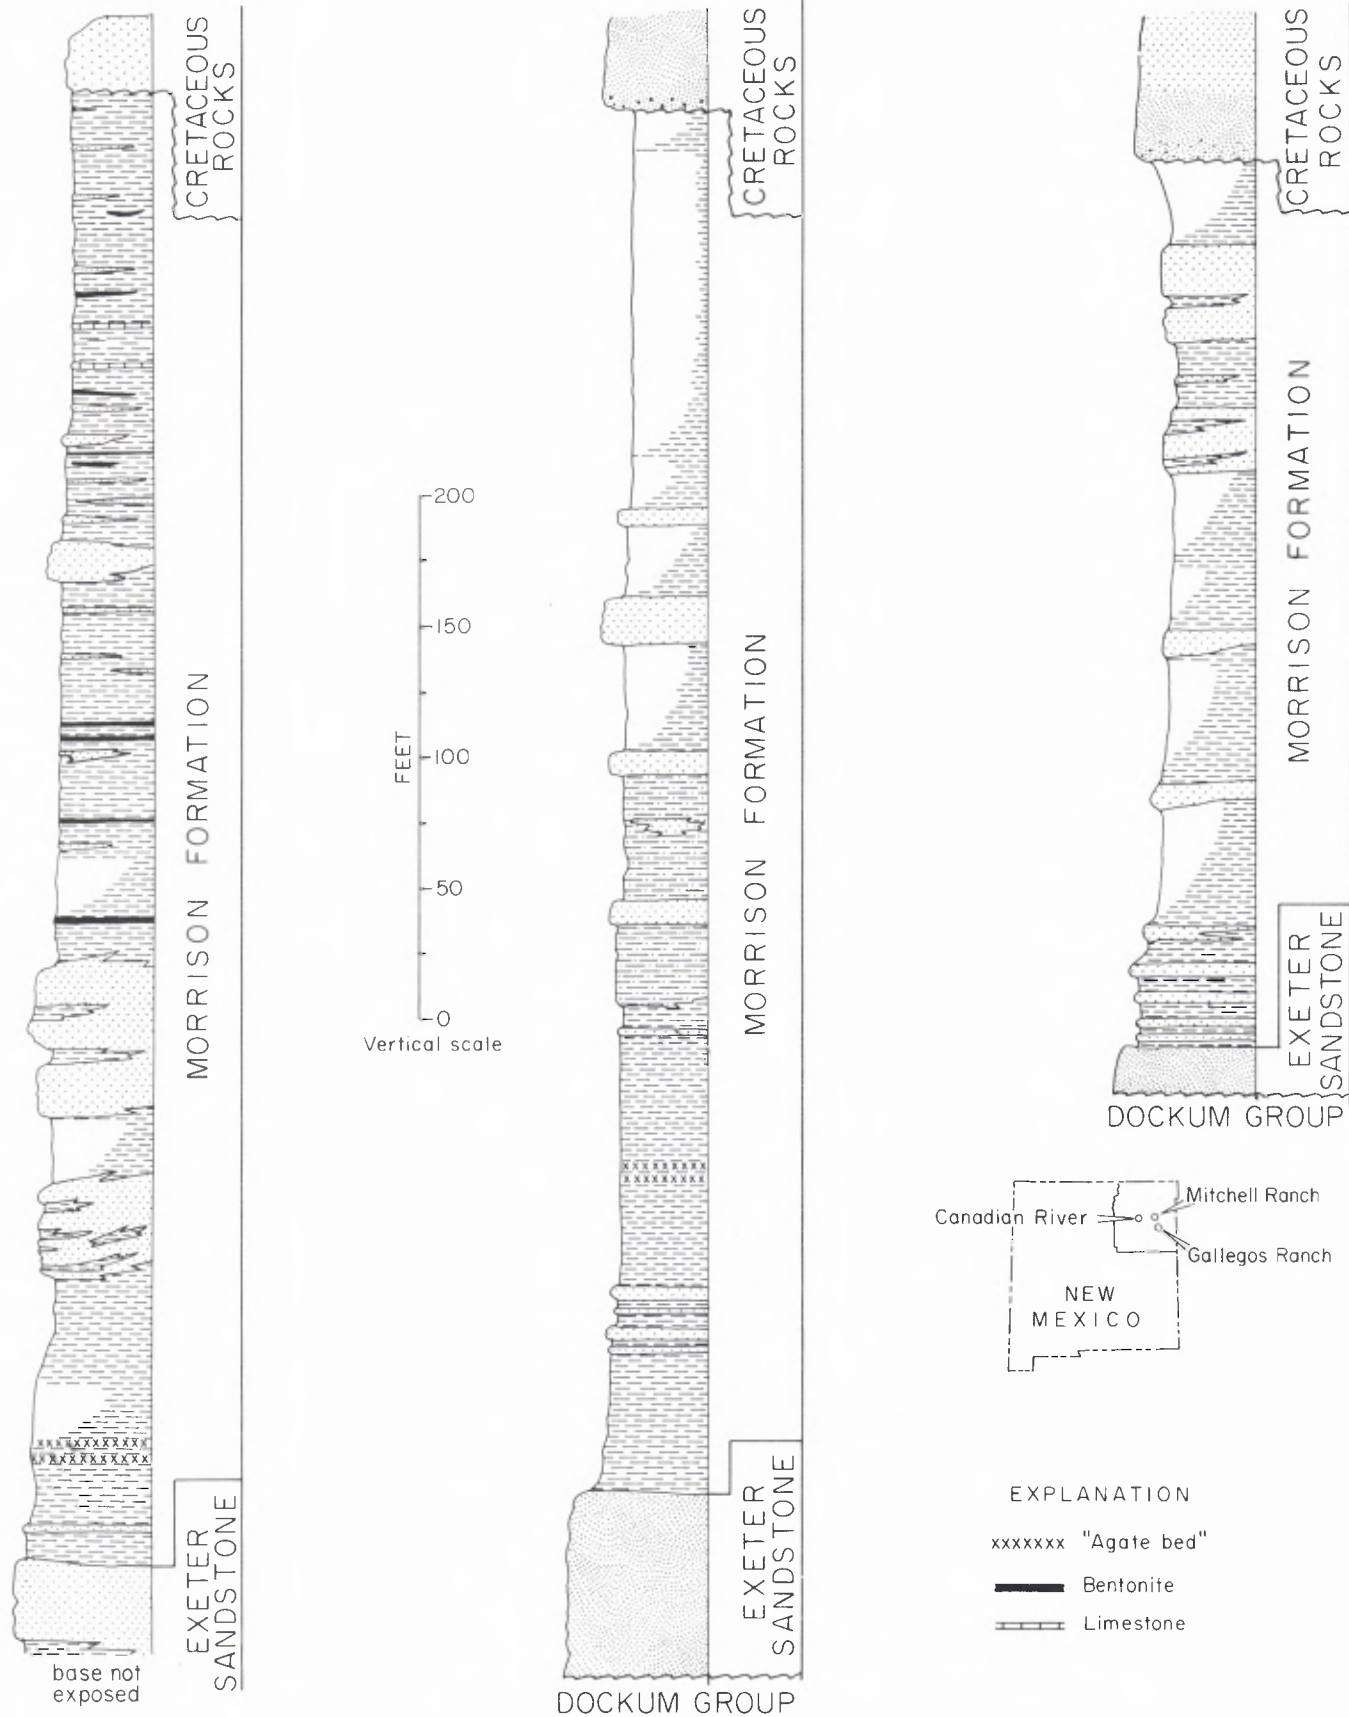 CRETACEOUS
ROCKS
MORRISON FORMATION
EXETER
SANDSTONE
base not
exposed
200
150
100
50
0
FEET
Vertical scale
CRETACEOUS
ROCKS
MORRISON FORMATION
EXETER
SANDSTONE
DOCKUM GROUP
CRETACEOUS
ROCKS
MORRISON FORMATION
EXETER
SANDSTONE
DOCKUM GROUP
Mitchell Ranch
Canadian River
Gallegos Ranch
NEW
MEXICO
EXPLANATION
xxxxxxx "Agate bed"
Bentonite
Limestone